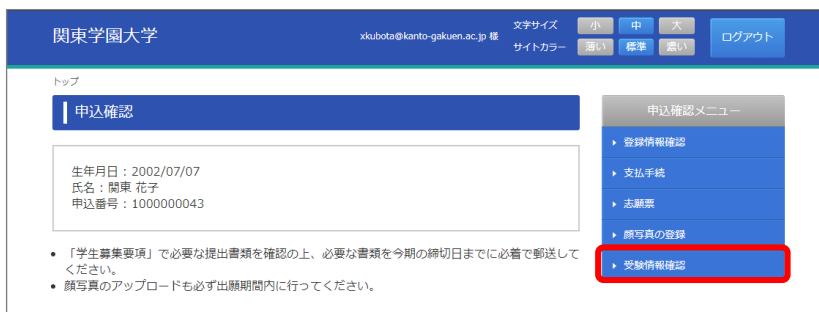 関東学園大学
xkubota@kanto-gakuen.ac.jp 様
文字サイズ 小 中 大
サイトカラー 薄い 標準 濃い
ログアウト
トップ
申込確認
生年月日：2002/07/07
氏名：関東 花子
申込番号：1000000043
• 「学生募集要項」で必要な提出書類を確認の上、必要な書類を今期の締切日までに必着で郵送して
ください。
• 顔写真のアップロードも必ず出願期間内に行ってください。
申込確認メニュー
登録情報確認
支払手続
志願票
顔写真の登録
受験情報確認